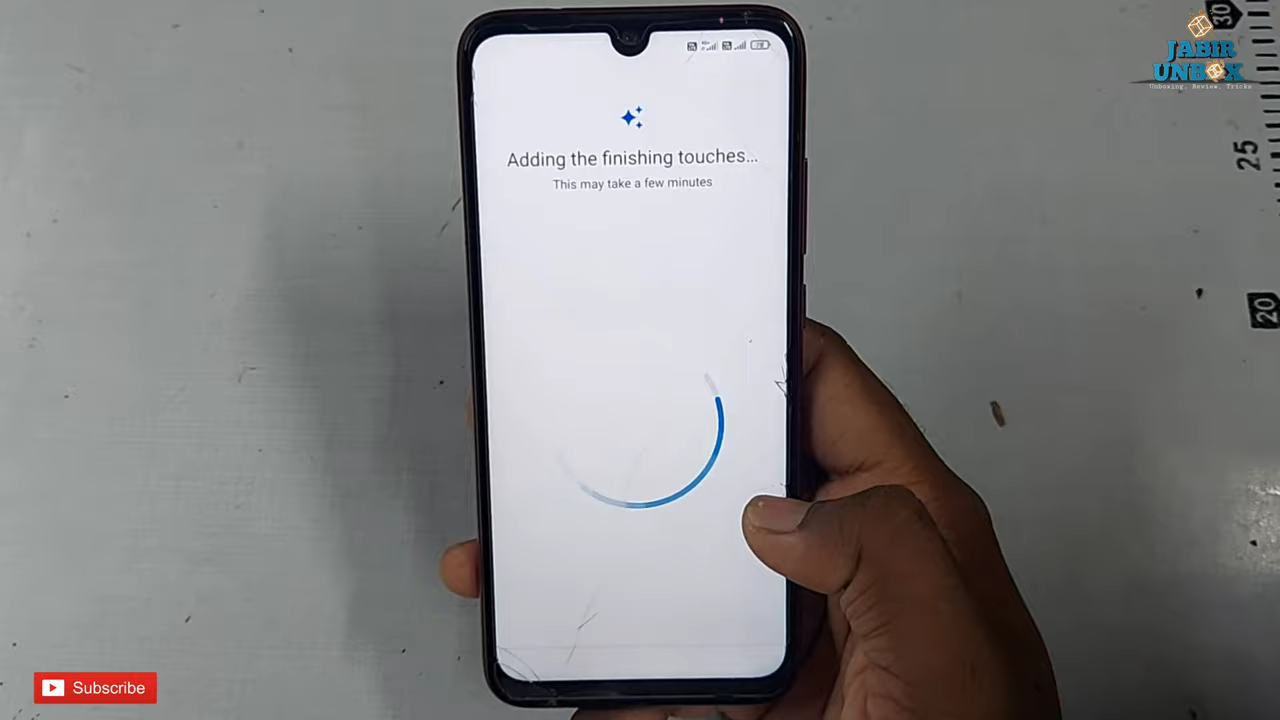 Adding the finishing touches...
This may take a few minutes
30
25
20
JABIR
UNBOX
Unboxing, Review, Tricks
Subscribe